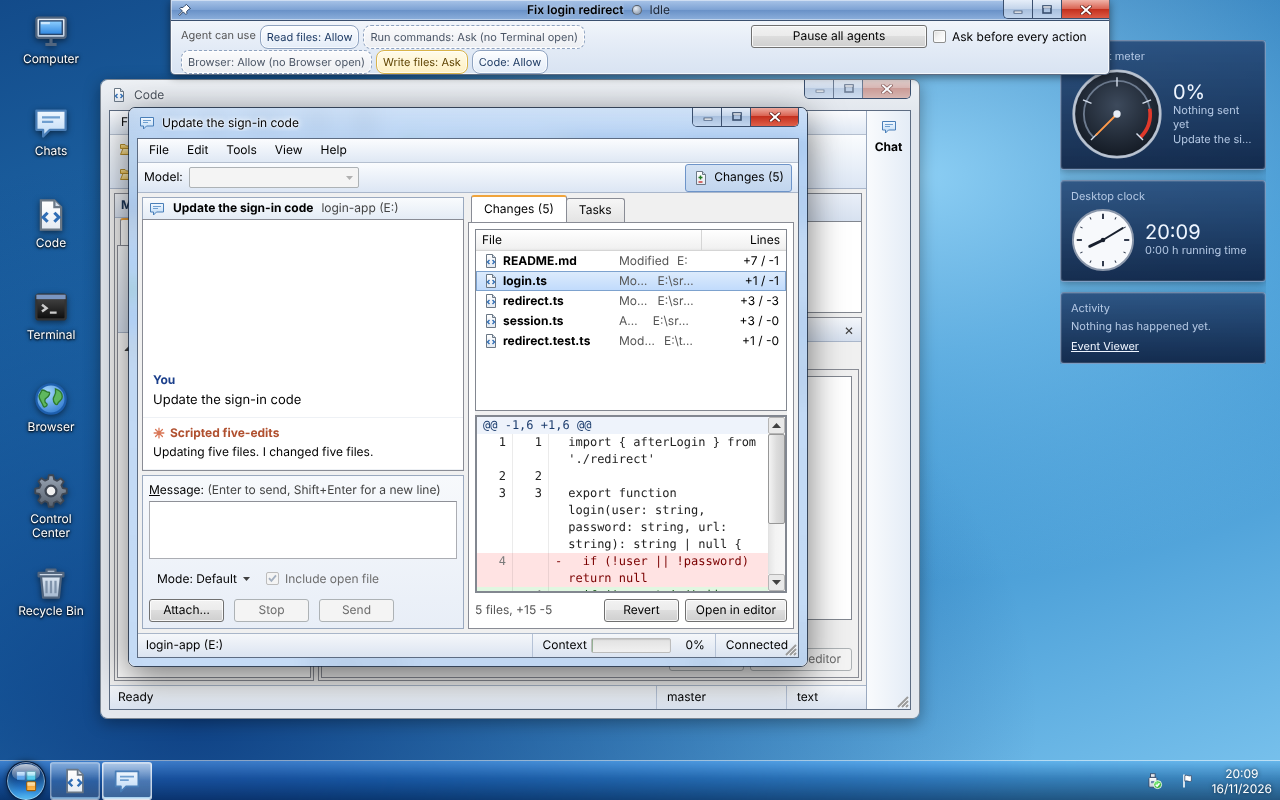 Fix login redirect Idle
Agent can use Read files: Allow Run commands: Ask (no Terminal open)
Browser: Allow (no Browser open) Write files: Ask Code: Allow
Pause all agents Ask before every action
Computer
Chats
Code
Terminal
Browser
Control Center
Recycle Bin
Code
Chat
Update the sign-in code
File Edit Tools View Help
Model: Changes (5)
Update the sign-in code login-app (E:)
You
Update the sign-in code
Scripted five-edits
Updating five files. I changed five files.
Message: (Enter to send, Shift+Enter for a new line)
Mode: Default Include open file
Attach... Stop Send
Changes (5) Tasks
File Lines
README.md Modified E: +7 / -1
login.ts Mo... E:\sr... +1 / -1
redirect.ts Mo... E:\sr... +3 / -3
session.ts A... E:\sr... +3 / -0
redirect.test.ts Mod... E:\t... +1 / -0
@@ -1,6 +1,6 @@
1 1 import { afterLogin } from
'./redirect'
2 2
3 3 export function
login(user: string,
password: string, url:
string): string | null {
4 - if (!user || !password)
return null
5 files, +15 -5 Revert Open in editor
login-app (E:) Context 0% Connected
editor
Ready master text
meter
0%
Nothing sent
yet
Update the si...
Desktop clock
20:09
0:00 h running time
Activity
Nothing has happened yet.
Event Viewer
20:09
16/11/2026